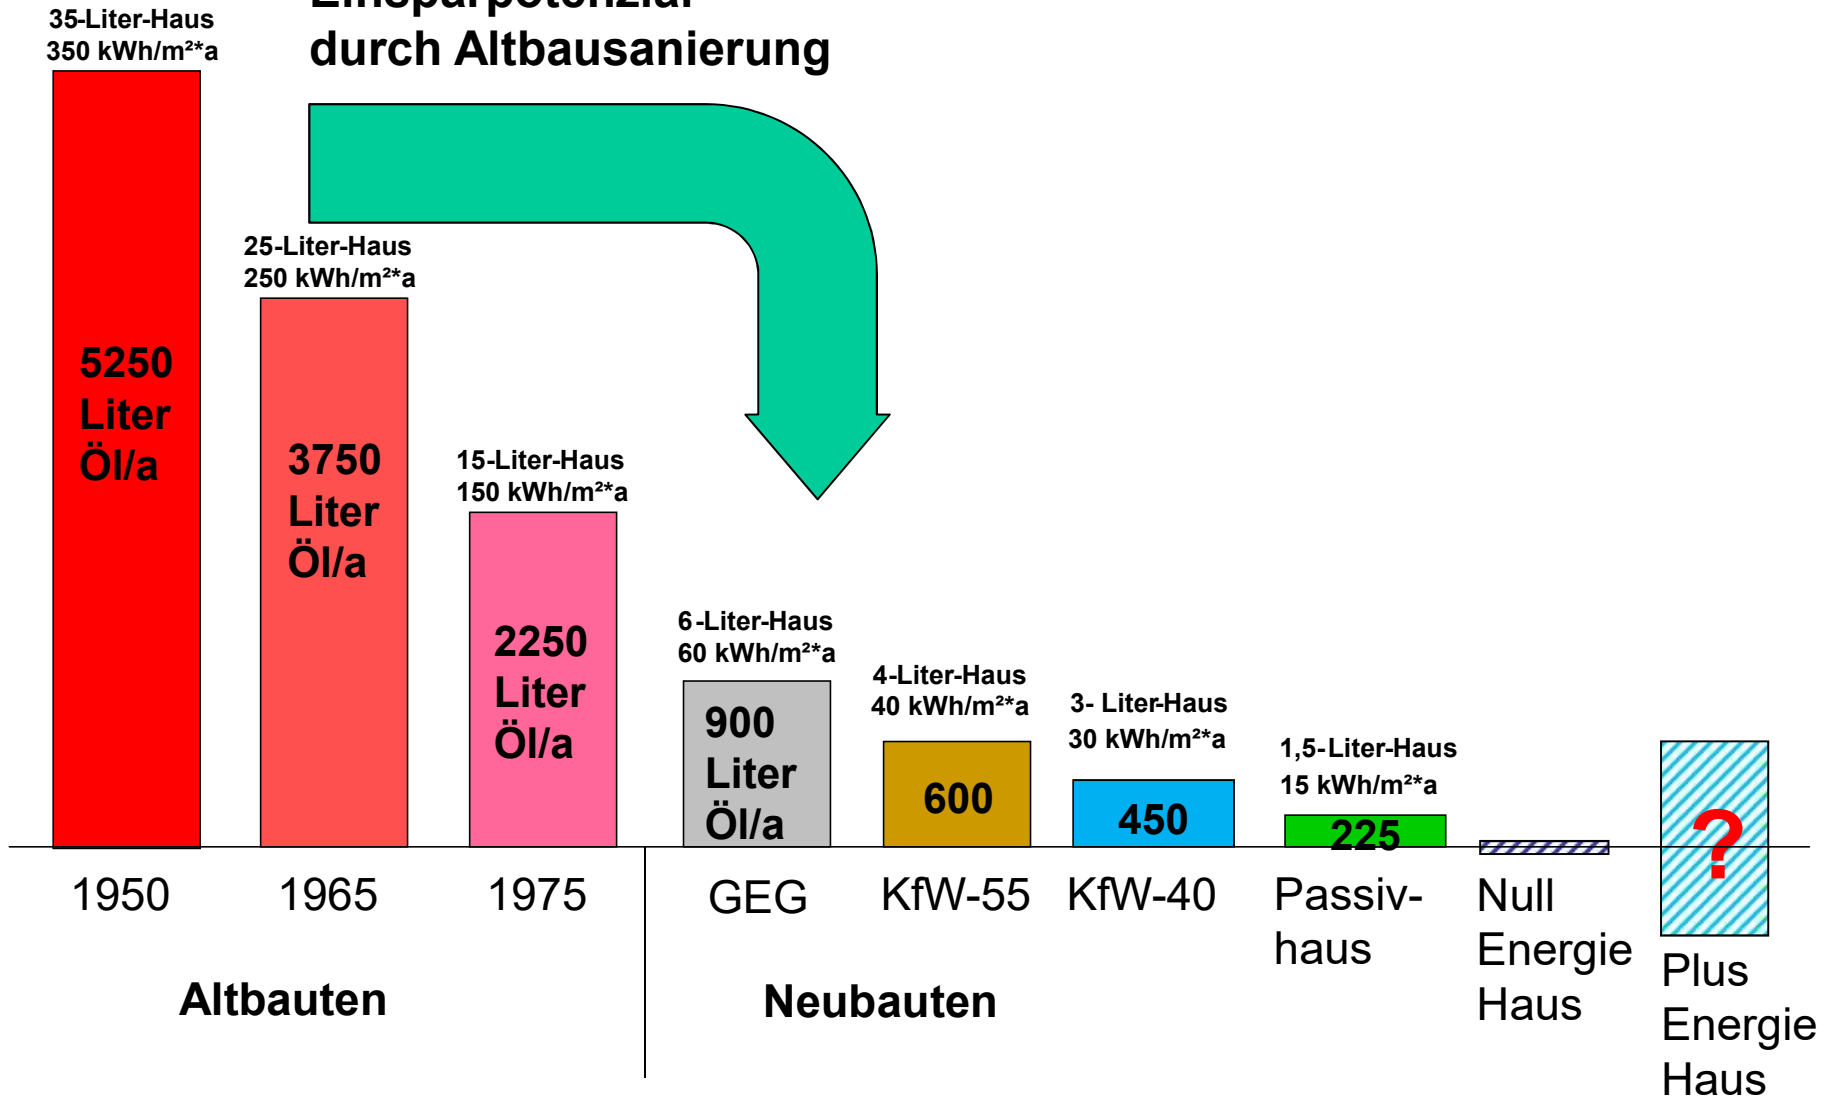 35-Liter-Haus
350 kWh/m²*a
Einsparpotenzial
durch Altbausanierung
25-Liter-Haus
250 kWh/m²*a
5250
Liter
Öl/a
3750
Liter
Öl/a
15-Liter-Haus
150 kWh/m²*a
2250
Liter
Öl/a
6-Liter-Haus
60 kWh/m²*a
900
Liter
Öl/a
4-Liter-Haus
40 kWh/m²*a
600
3- Liter-Haus
30 kWh/m²*a
450
1,5-Liter-Haus
15 kWh/m²*a
225
?
1950
1965
1975
GEG
KfW-55
KfW-40
Passiv-
haus
Null
Energie
Haus
Plus
Energie
Haus
Altbauten
Neubauten